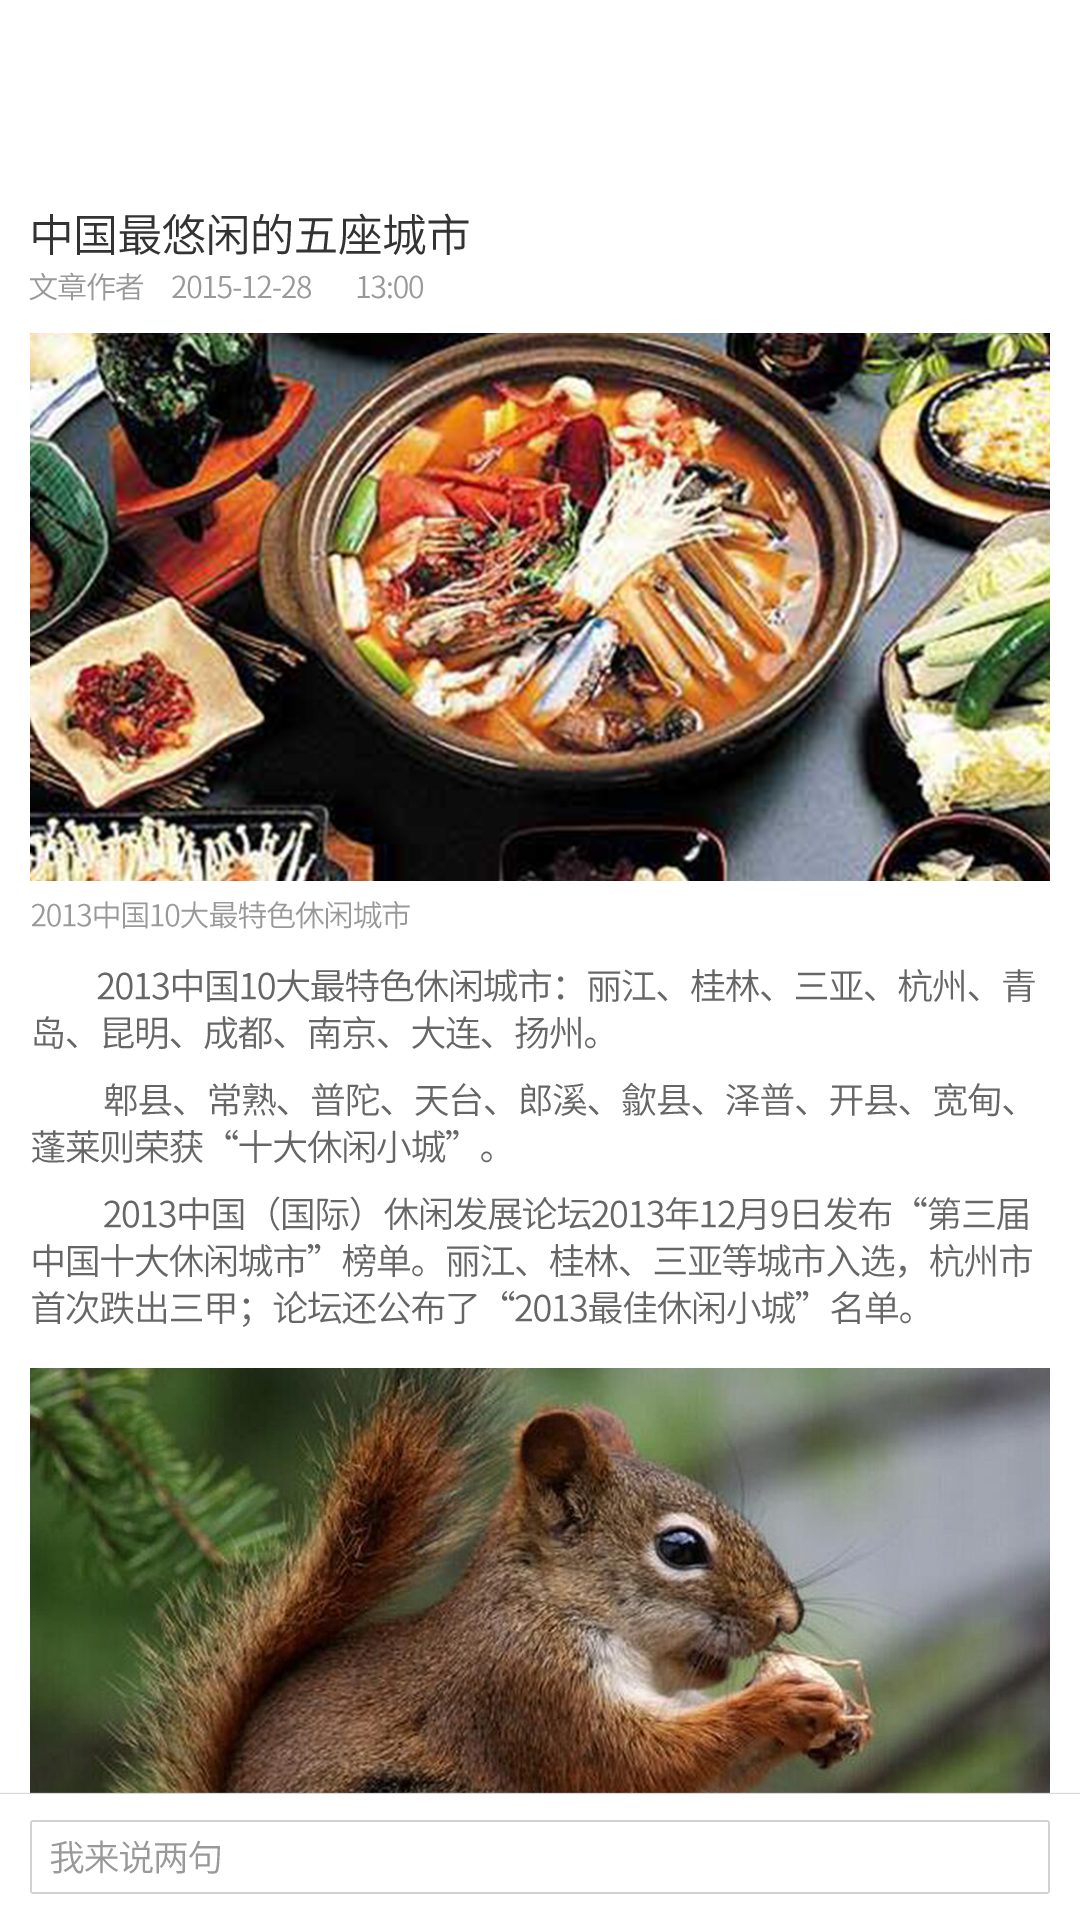 中国最悠闲的五座城市
文章作者 2015-12-28 13:00
2013中国10大最特色休闲城市
2013中国10大最特色休闲城市：丽江、桂林、三亚、杭州、青
岛、昆明、成都、南京、大连、扬州。
郫县、常熟、普陀、天台、郎溪、歙县、泽普、开县、宽甸、
蓬莱则荣获“十大休闲小城”。
2013中国（国际）休闲发展论坛2013年12月9日发布“第三届
中国十大休闲城市”榜单。丽江、桂林、三亚等城市入选，杭州市
首次跌出三甲；论坛还公布了“2013最佳休闲小城”名单。
我来说两句